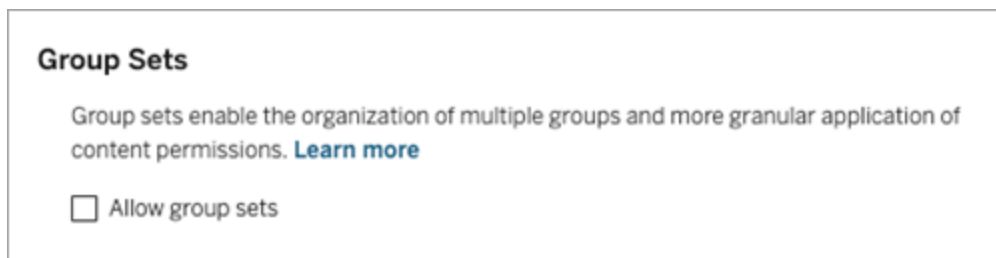 Group Sets
Group sets enable the organization of multiple groups and more granular application of
content permissions. Learn more
Allow group sets